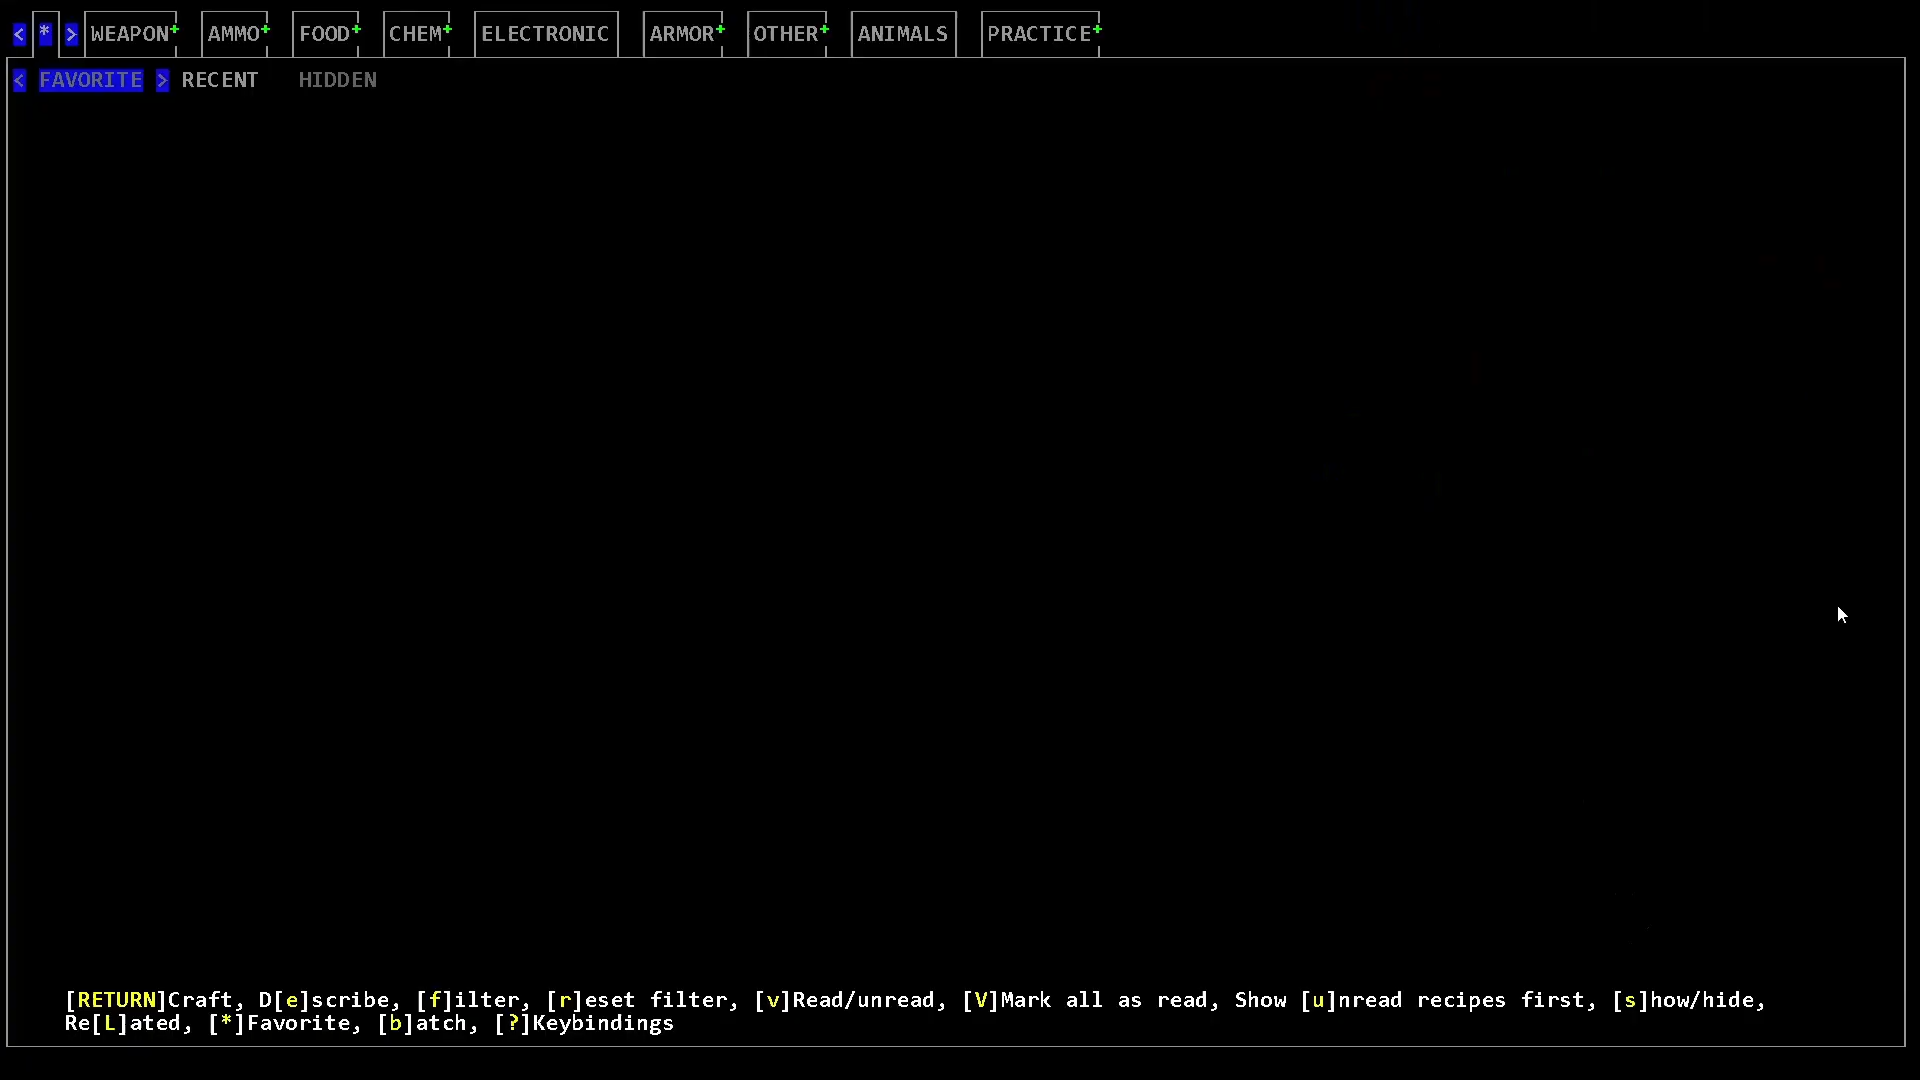 < * > WEAPON+ AMMO+ FOOD+ CHEM+ ELECTRONIC ARMOR+ OTHER+ ANIMALS PRACTICE+
< FAVORITE > RECENT HIDDEN
[RETURN]Craft, D[e]scribe, [f]ilter, [r]eset filter, [v]Read/unread, [V]Mark all as read, Show [u]nread recipes first, [s]how/hide,
Re[L]ated, [*]Favorite, [b]atch, [?]Keybindings